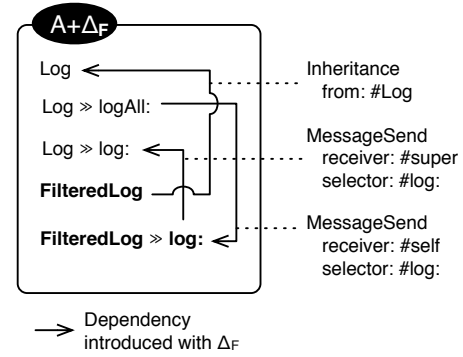 A+ΔF
Log
Log » logAll:
Log » log:
FilteredLog
FilteredLog » log:
Inheritance
from: #Log
MessageSend
receiver: #super
selector: #log:
MessageSend
receiver: #self
selector: #log:
Dependency
introduced with ΔF